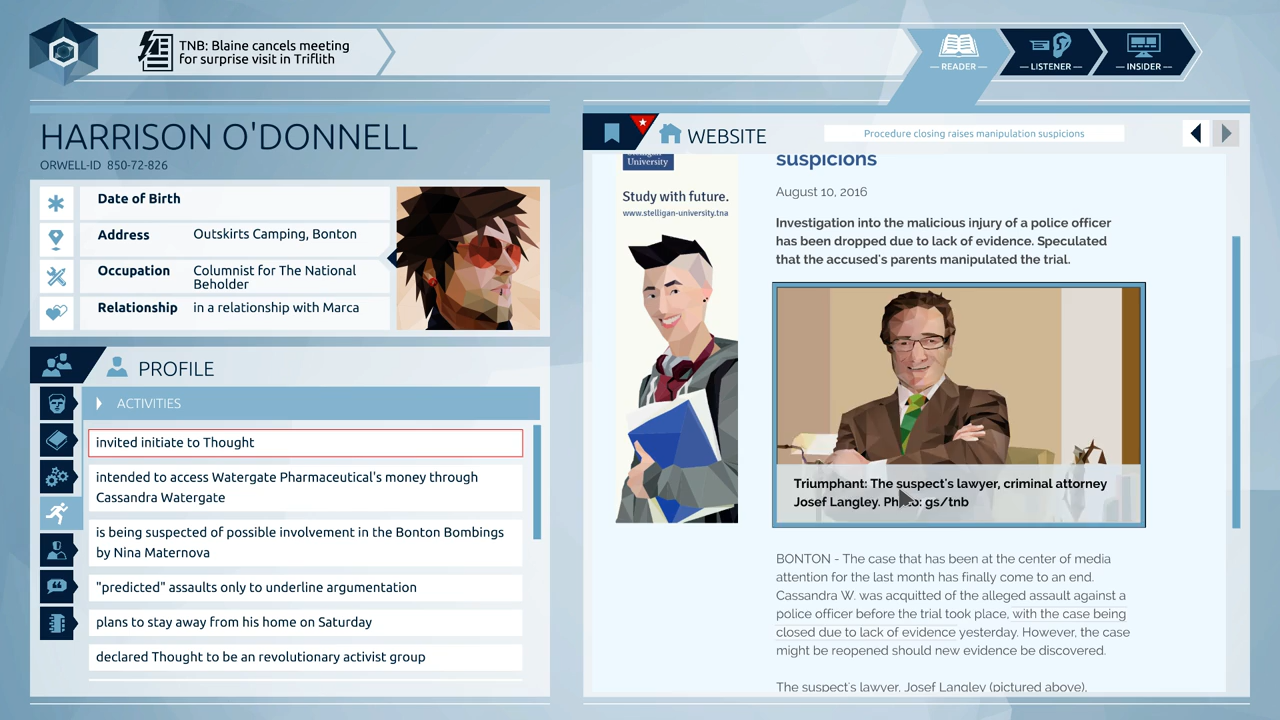 TNB: Blaine cancels meeting
for surprise visit in Triflith
— READER —
— LISTENER —
— INSIDER —
HARRISON O'DONNELL
ORWELL-ID 850-72-826
Date of Birth
Address Outskirts Camping, Bonton
Occupation Columnist for The National
Beholder
Relationship in a relationship with Marca
PROFILE
ACTIVITIES
invited initiate to Thought
intended to access Watergate Pharmaceutical's money through
Cassandra Watergate
is being suspected of possible involvement in the Bonton Bombings
by Nina Maternova
"predicted" assaults only to underline argumentation
plans to stay away from his home on Saturday
declared Thought to be an revolutionary activist group
WEBSITE
Procedure closing raises manipulation suspicions
University
Study with future.
www.stelligan-university.tna
suspicions
August 10, 2016
Investigation into the malicious injury of a police officer
has been dropped due to lack of evidence. Speculated
that the accused's parents manipulated the trial.
Triumphant: The suspect's lawyer, criminal attorney
Josef Langley. Photo: gs/tnb
BONTON - The case that has been at the center of media
attention for the last month has finally come to an end.
Cassandra W. was acquitted of the alleged assault against a
police officer before the trial took place, with the case being
closed due to lack of evidence yesterday. However, the case
might be reopened should new evidence be discovered.
The suspect's lawyer, Josef Langley (pictured above),